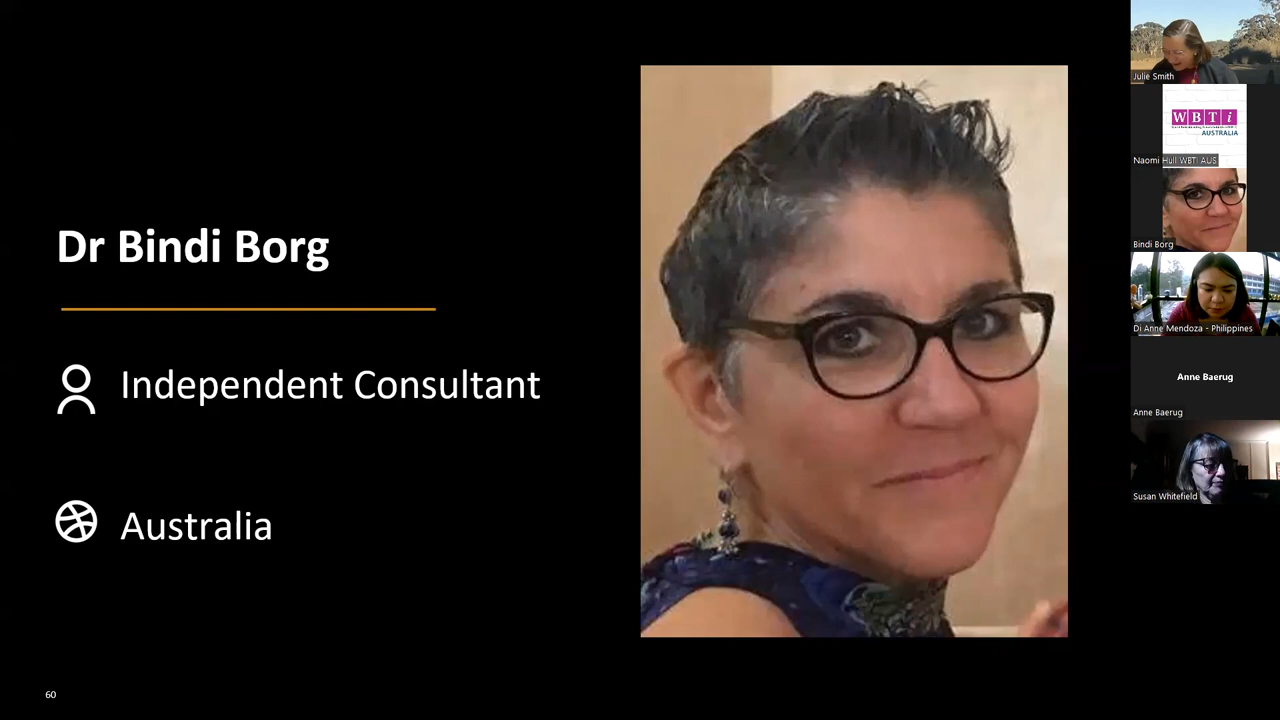 Dr Bindi Borg
Independent Consultant
Australia
60
Julie Smith
WBTi
AUSTRALIA
Naomi Hull WBTi AUS
Bindi Borg
Di Anne Mendoza - Philippines
Anne Baerug
Anne Baerug
Susan Whitefield